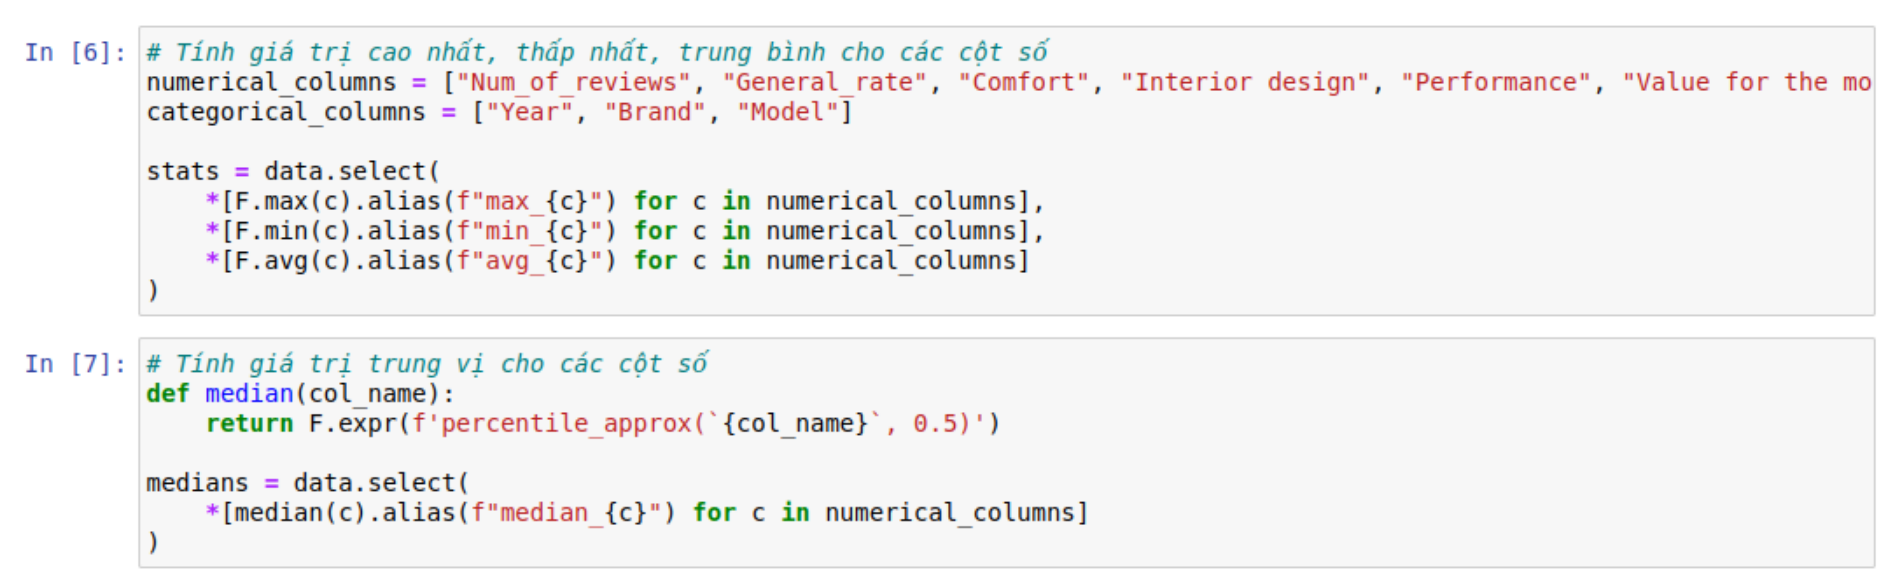 In [6]:
# Tính giá trị cao nhất, thấp nhất, trung bình cho các cột số
numerical_columns = ["Num_of_reviews", "General_rate", "Comfort", "Interior design", "Performance", "Value for the mo
categorical_columns = ["Year", "Brand", "Model"]
stats = data.select(
    *[F.max(c).alias(f"max_{c}") for c in numerical_columns],
    *[F.min(c).alias(f"min_{c}") for c in numerical_columns],
    *[F.avg(c).alias(f"avg_{c}") for c in numerical_columns]
)
In [7]:
# Tính giá trị trung vị cho các cột số
def median(col_name):
    return F.expr(f'percentile_approx(`{col_name}`, 0.5)')
medians = data.select(
    *[median(c).alias(f"median_{c}") for c in numerical_columns]
)